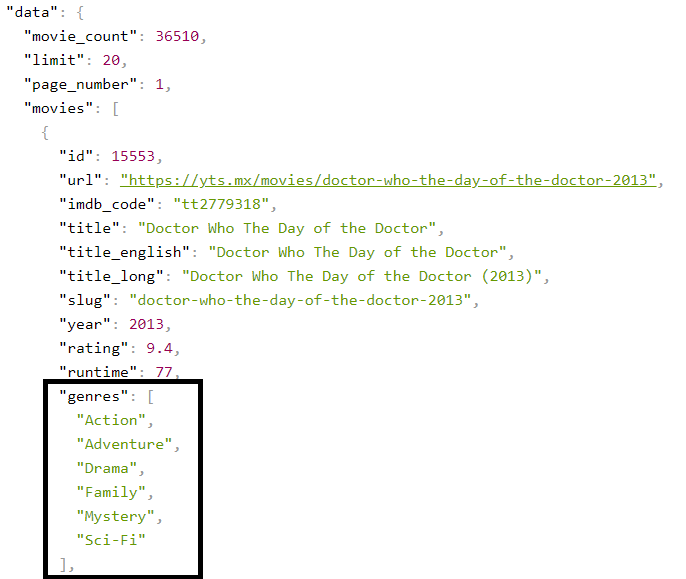 "data": {
"movie_count": 36510,
"limit": 20,
"page_number": 1,
"movies": [
{
"id": 15553,
"url": "https://yts.mx/movies/doctor-who-the-day-of-the-doctor-2013",
"imdb_code": "tt2779318",
"title": "Doctor Who The Day of the Doctor",
"title_english": "Doctor Who The Day of the Doctor",
"title_long": "Doctor Who The Day of the Doctor (2013)",
"slug": "doctor-who-the-day-of-the-doctor-2013",
"year": 2013,
"rating": 9.4,
"runtime": 77,
"genres": [
"Action",
"Adventure",
"Drama",
"Family",
"Mystery",
"Sci-Fi"
],